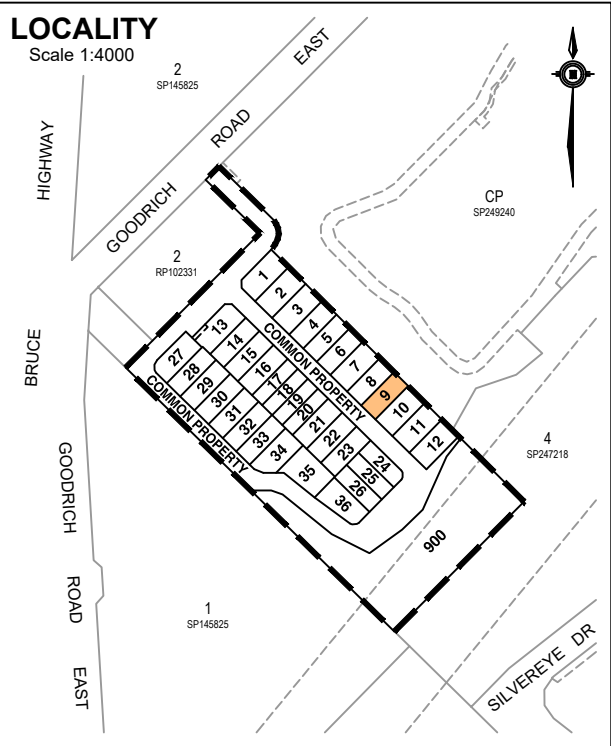 LOCALITY
Scale 1:4000
2
SP145825
HIGHWAY
GOODRICH ROAD EAST
CP
SP249240
2
RP102331
BRUCE
1
2
3
4
5
6
7
8
9
10
11
12
COMMON PROPERTY
13
14
15
16
17
18
19
20
21
22
23
24
25
26
27
28
29
30
31
32
33
34
35
36
COMMON PROPERTY
900
4
SP247218
GOODRICH ROAD EAST
1
SP145825
SILVEREYE DR